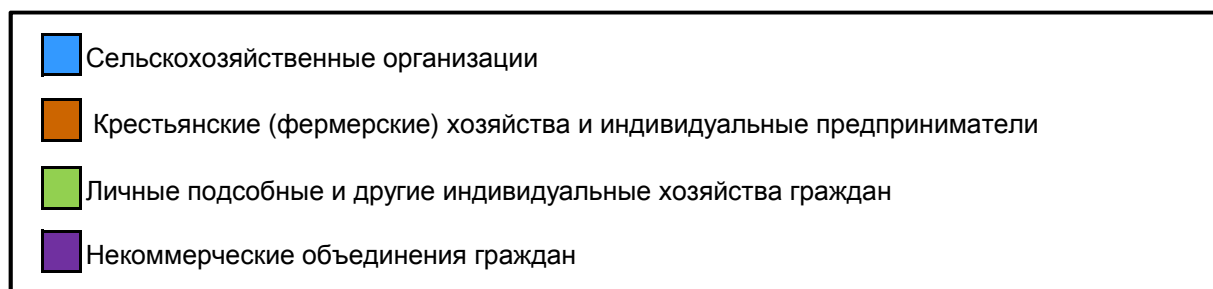 Сельскохозяйственные организации
Крестьянские (фермерские) хозяйства и индивидуальные предприниматели
Личные подсобные и другие индивидуальные хозяйства граждан
Некоммерческие объединения граждан